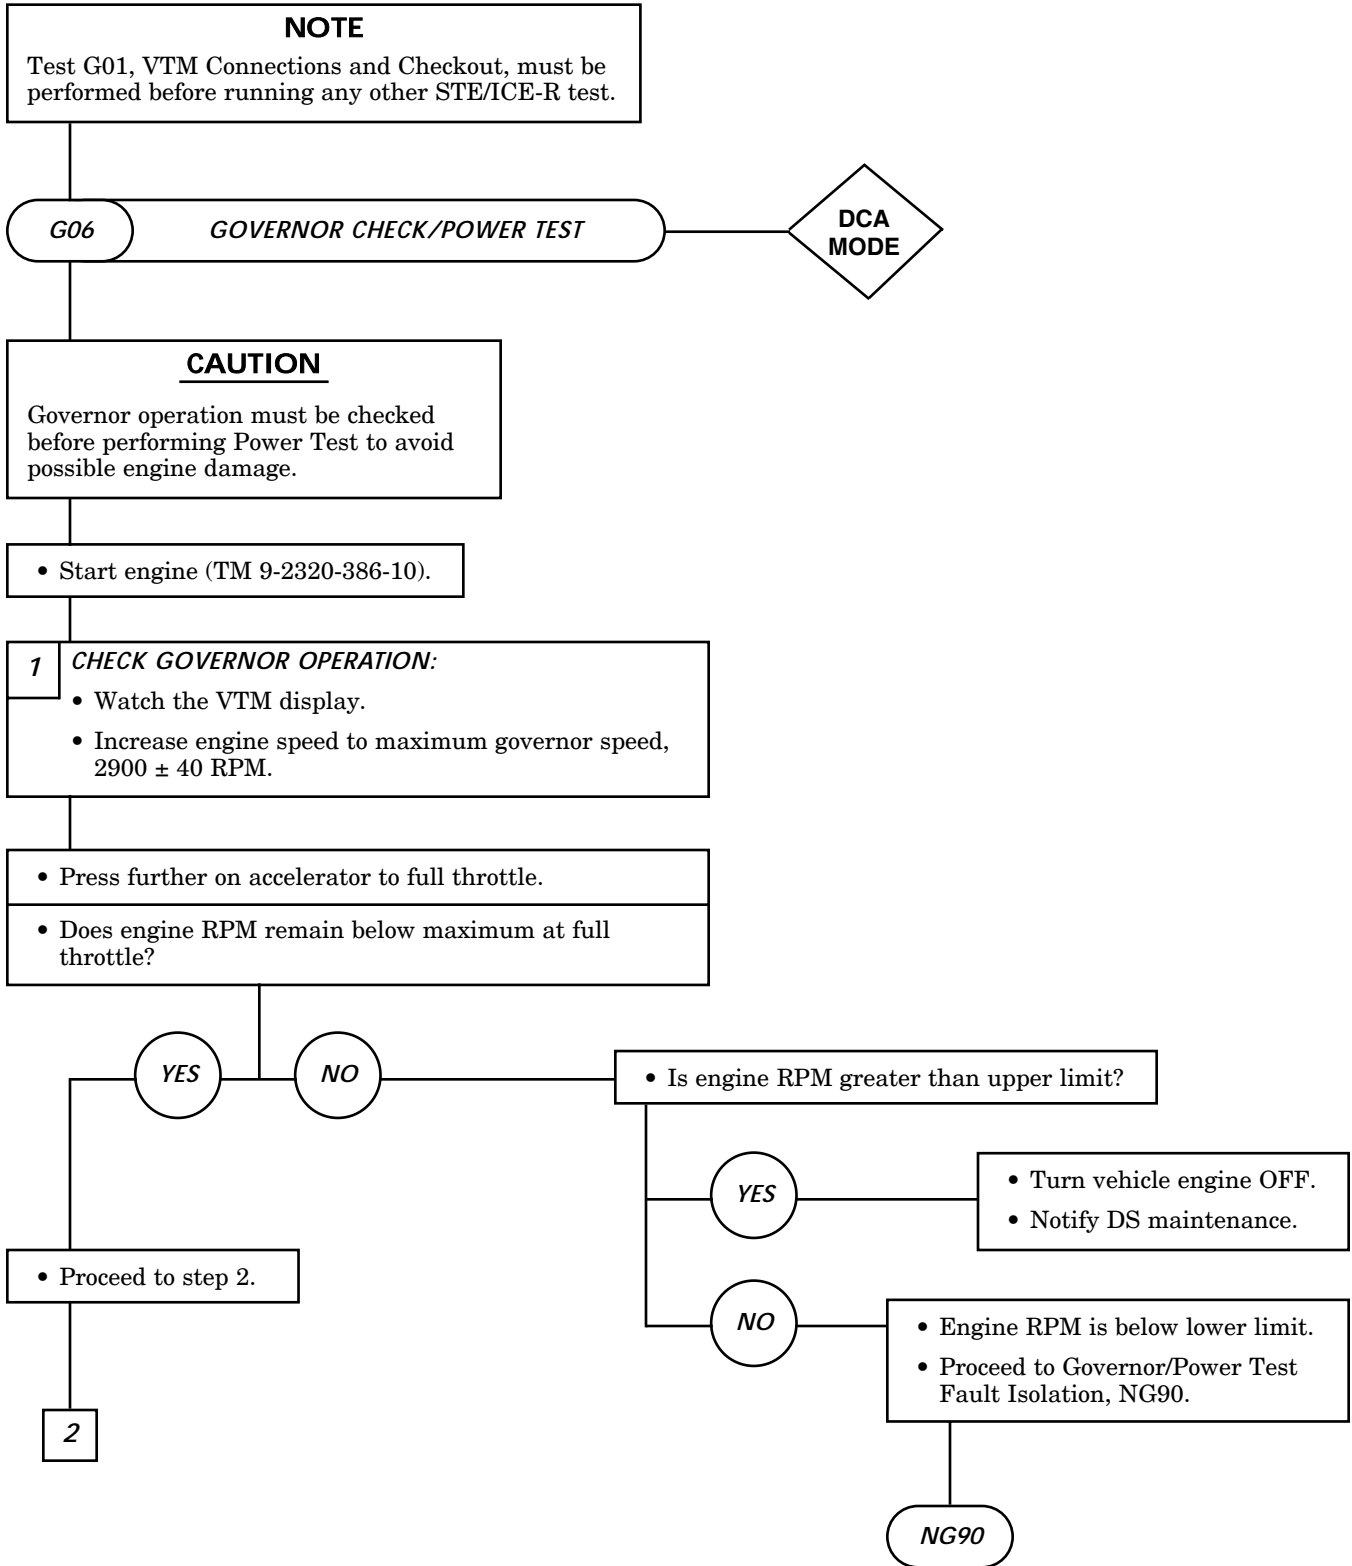 NOTE
Test G01, VTM Connections and Checkout, must be
performed before running any other STE/ICE-R test.
G06
GOVERNOR CHECK/POWER TEST
DCA
MODE
CAUTION
Governor operation must be checked
before performing Power Test to avoid
possible engine damage.
• Start engine (TM 9-2320-386-10).
1
CHECK GOVERNOR OPERATION:
• Watch the VTM display.
• Increase engine speed to maximum governor speed,
2900 ± 40 RPM.
• Press further on accelerator to full throttle.
• Does engine RPM remain below maximum at full
throttle?
YES
NO
• Is engine RPM greater than upper limit?
YES
• Turn vehicle engine OFF.
• Notify DS maintenance.
• Proceed to step 2.
NO
• Engine RPM is below lower limit.
• Proceed to Governor/Power Test
Fault Isolation, NG90.
2
NG90